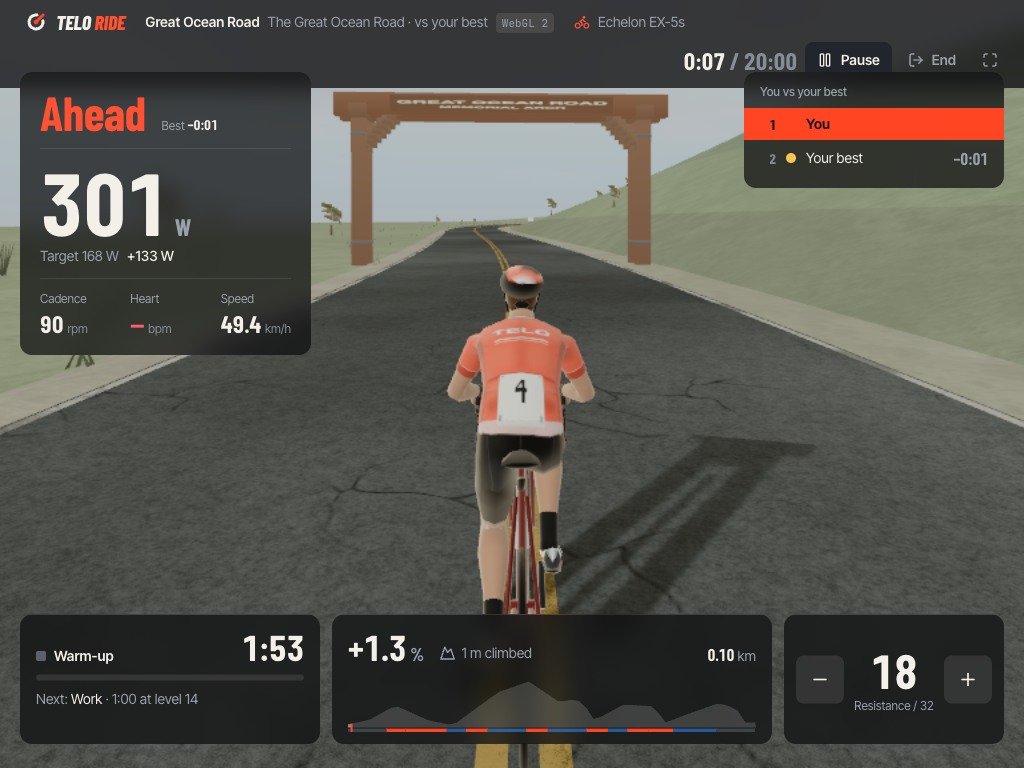 TELO RIDE Great Ocean Road The Great Ocean Road · vs your best WebGL 2 Echelon EX-5s
0:07 / 20:00 Pause End
Ahead Best −0:01
301 W
Target 168 W +133 W
Cadence Heart Speed
90 rpm – bpm 49.4 km/h
GREAT OCEAN ROAD
MEMORIAL ARCH
You vs your best
1 You
2 Your best −0:01
TELO
4
Warm-up 1:53
Next: Work · 1:00 at level 14
+1.3 % 1 m climbed 0.10 km
− 18 +
Resistance / 32